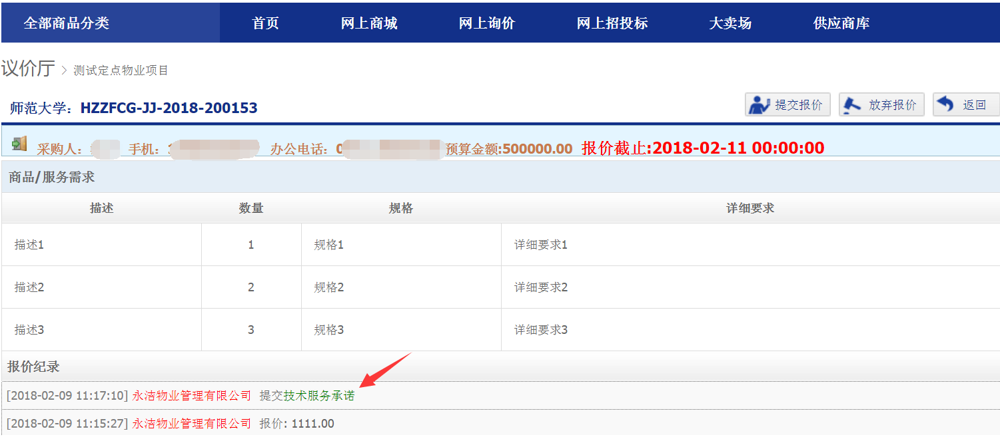 全部商品分类 首页 网上商城 网上询价 网上招投标 大卖场 供应商库
议价厅 > 测试定点物业项目
师范大学：HZZFCG-JJ-2018-200153 提交报价 放弃报价 返回
采购人： 手机： 办公电话：0 预算金额:500000.00 报价截止:2018-02-11 00:00:00
商品/服务需求
描述 数量 规格 详细要求
描述1 1 规格1 详细要求1
描述2 2 规格2 详细要求2
描述3 3 规格3 详细要求3
报价纪录
[2018-02-09 11:17:10] 永洁物业管理有限公司 提交技术服务承诺
[2018-02-09 11:15:27] 永洁物业管理有限公司 报价: 1111.00